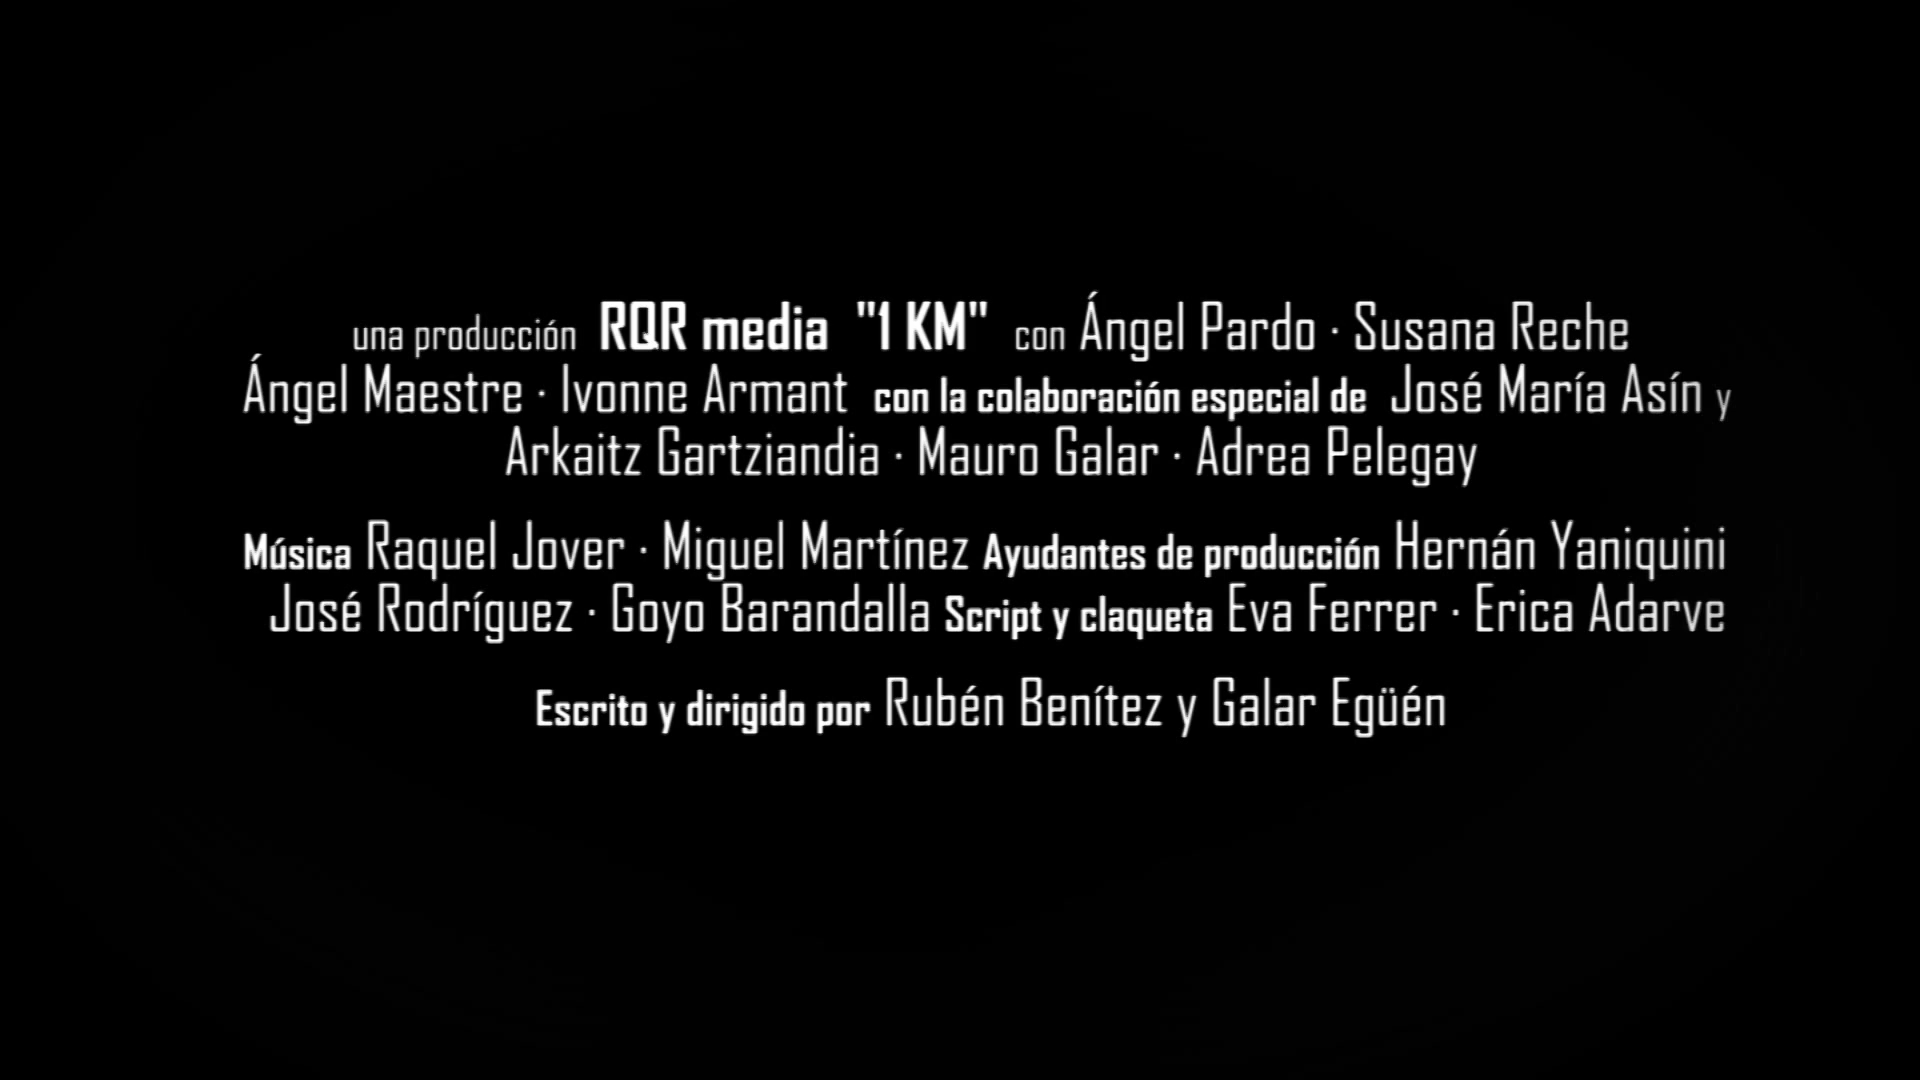 una producción RQR media "1 KM" con Ángel Pardo · Susana Reche
Ángel Maestre · Ivonne Armant con la colaboración especial de José María Asín y
Arkaitz Gartziandia · Mauro Galar · Adrea Pelegay
Música Raquel Jover · Miguel Martínez Ayudantes de producción Hernán Yaniquini
José Rodríguez · Goyo Barandalla Script y claqueta Eva Ferrer · Erica Adarve
Escrito y dirigido por Rubén Benítez y Galar Egüén